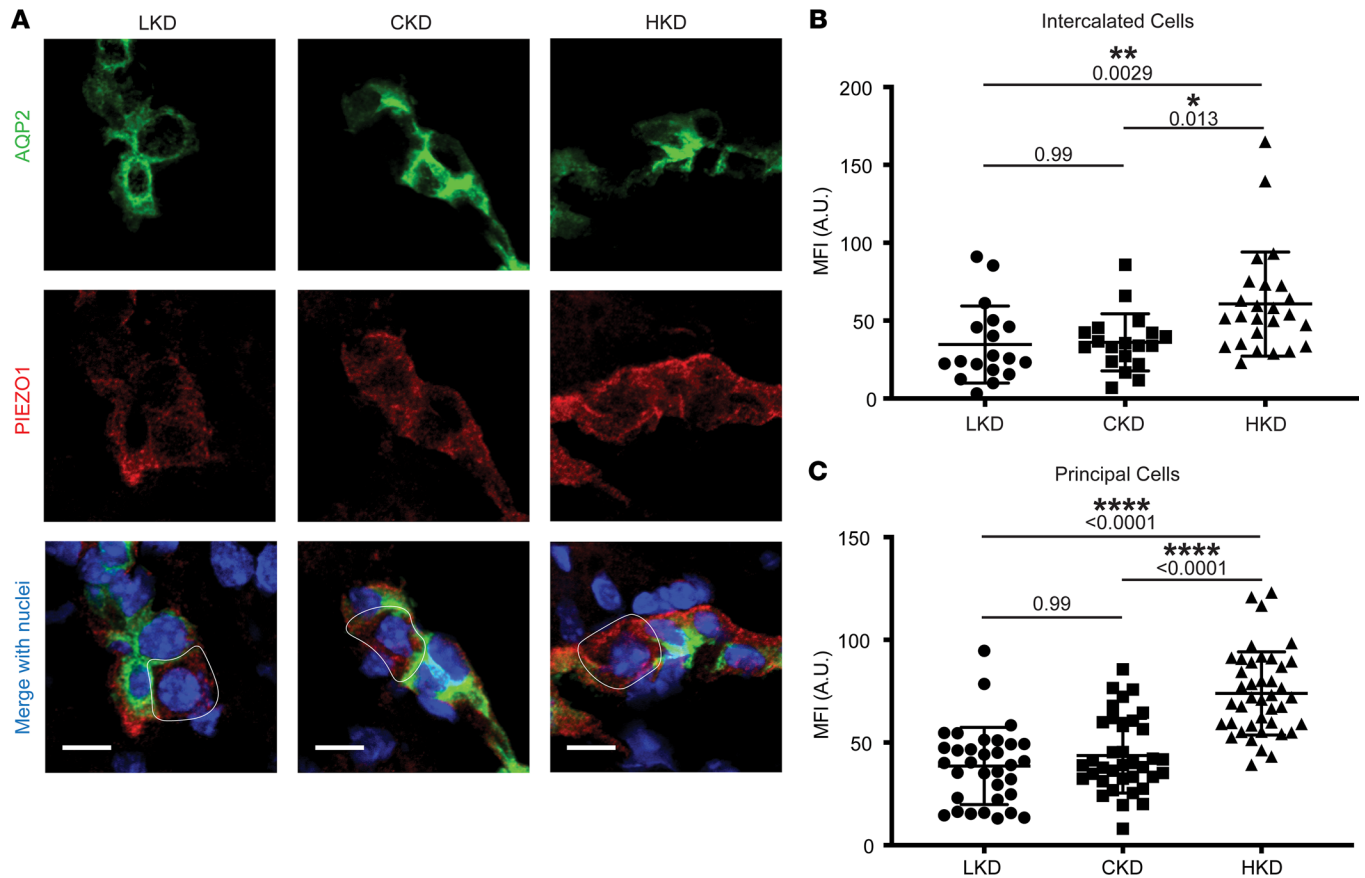 A
LKD
CKD
HKD
AQP2
PIEZO1
Merge with nuclei
B
Intercalated Cells
**
0.0029
*
0.013
0.99
200
150
100
50
0
MFI (A.U.)
LKD
CKD
HKD
C
Principal Cells
****
<0.0001
****
<0.0001
0.99
150
100
50
0
MFI (A.U.)
LKD
CKD
HKD